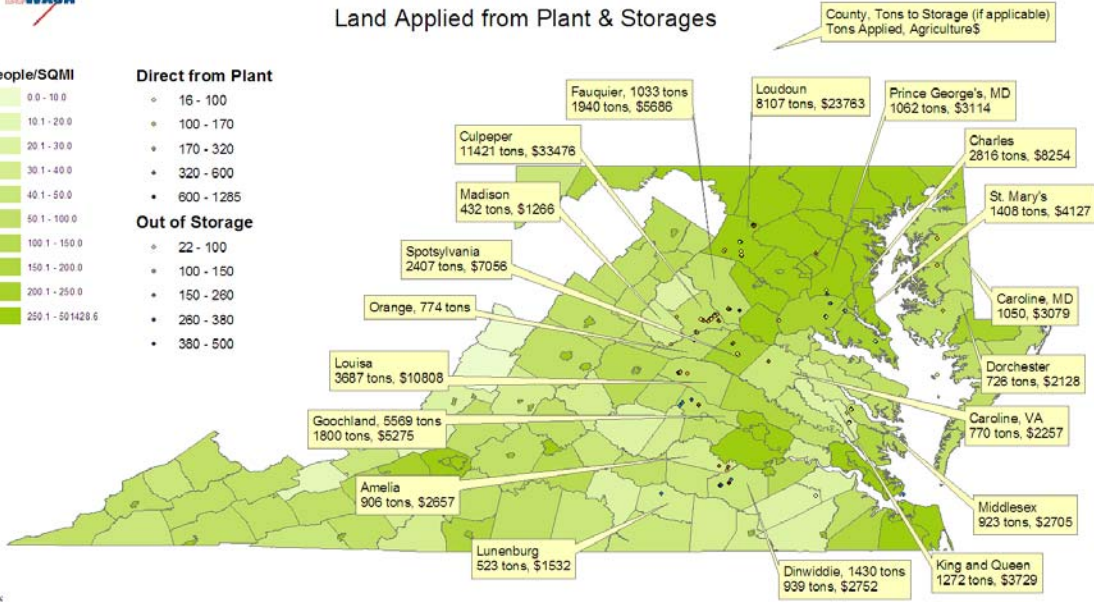 Land Applied from Plant & Storages
County, Tons to Storage (if applicable)
Tons Applied, Agriculture$
eople/SQMI
0.0 - 10.0
10.1 - 20.0
20.1 - 30.0
30.1 - 40.0
40.1 - 50.0
50.1 - 100.0
100.1 - 150.0
150.1 - 200.0
200.1 - 250.0
250.1 - 501428.6
Direct from Plant
16 - 100
100 - 170
170 - 320
320 - 600
600 - 1285
Out of Storage
22 - 100
100 - 150
150 - 260
260 - 380
380 - 500
Fauquier, 1033 tons
1940 tons, $5686
Loudoun
8107 tons, $23763
Prince George's, MD
1062 tons, $3114
Culpeper
11421 tons, $33476
Charles
2816 tons, $8254
Madison
432 tons, $1266
St. Mary's
1408 tons, $4127
Spotsylvania
2407 tons, $7056
Orange, 774 tons
Caroline, MD
1050, $3079
Louisa
3687 tons, $10808
Dorchester
726 tons, $2128
Goochland, 5569 tons
1800 tons, $5275
Caroline, VA
770 tons, $2257
Amelia
906 tons, $2657
Middlesex
923 tons, $2705
Lunenburg
523 tons, $1532
Dinwiddie, 1430 tons
939 tons, $2752
King and Queen
1272 tons, $3729